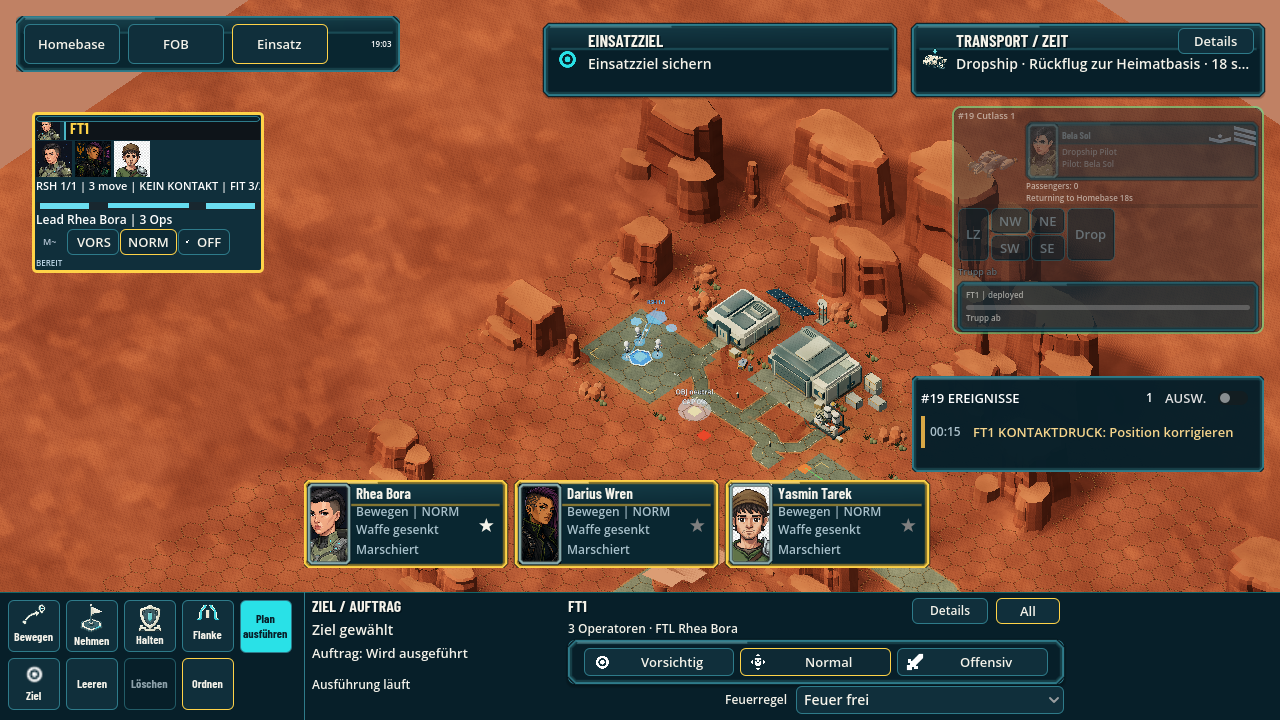 Homebase
FOB
Einsatz
19:03
EINSATZZIEL
Einsatzziel sichern
TRANSPORT / ZEIT
Details
Dropship · Rückflug zur Heimatbasis · 18 s...
FT1
RSH 1/1 | 3 move | KEIN KONTAKT | FIT 3/
Lead Rhea Bora | 3 Ops
M~
VORS
NORM
OFF
BEREIT
#19 Cutlass 1
Bela Sol
Dropship Pilot
Pilot: Bela Sol
Passengers: 0
Returning to Homebase 18s
LZ
NW
NE
SW
SE
Drop
Trupp ab
FT1 | deployed
Trupp ab
OBJ neutral
#19 EREIGNISSE
1
AUSW.
00:15
FT1 KONTAKTDRUCK: Position korrigieren
Rhea Bora
Bewegen | NORM
Waffe gesenkt
Marschiert
Darius Wren
Bewegen | NORM
Waffe gesenkt
Marschiert
Yasmin Tarek
Bewegen | NORM
Waffe gesenkt
Marschiert
Bewegen
Nehmen
Halten
Flanke
Plan
ausführen
Ziel
Leeren
Löschen
Ordnen
ZIEL / AUFTRAG
Ziel gewählt
Auftrag: Wird ausgeführt
Ausführung läuft
FT1
3 Operatoren · FTL Rhea Bora
Details
All
Vorsichtig
Normal
Offensiv
Feuerregel
Feuer frei